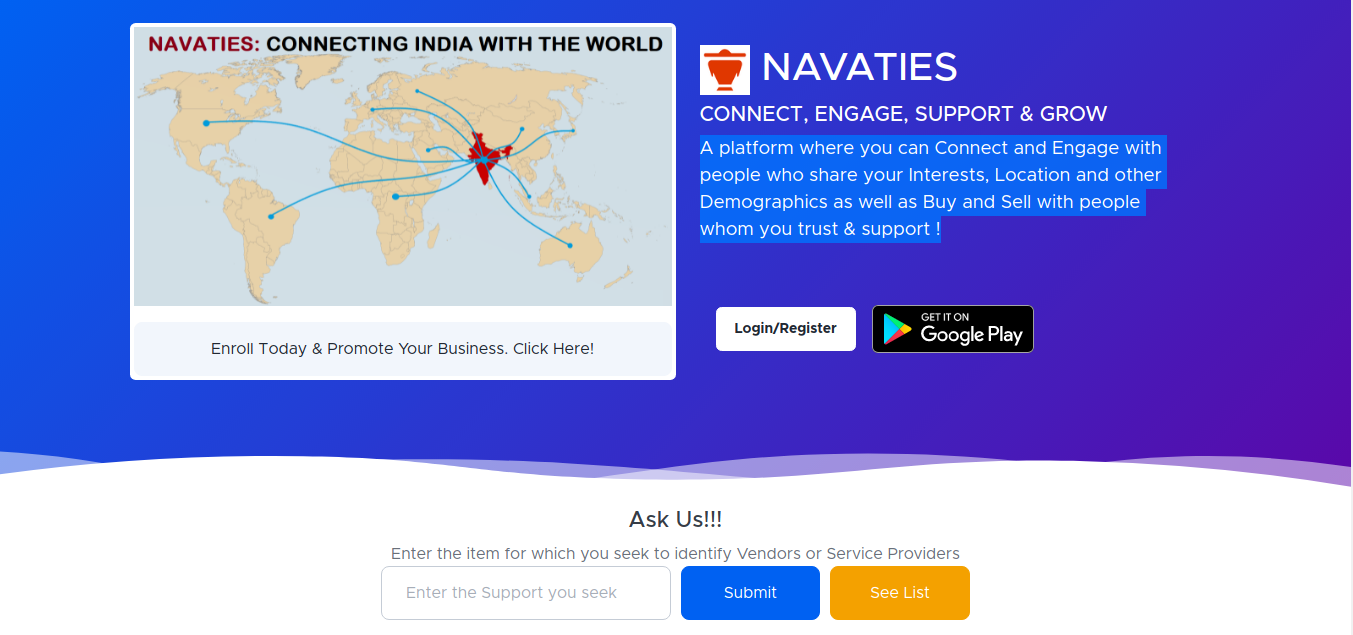 NAVATIES: CONNECTING INDIA WITH THE WORLD
Enroll Today & Promote Your Business. Click Here!
NAVATIES
CONNECT, ENGAGE, SUPPORT & GROW
A platform where you can Connect and Engage with
people who share your Interests, Location and other
Demographics as well as Buy and Sell with people
whom you trust & support !
Login/Register
GET IT ON
Google Play
Ask Us!!!
Enter the item for which you seek to identify Vendors or Service Providers
Enter the Support you seek
Submit
See List